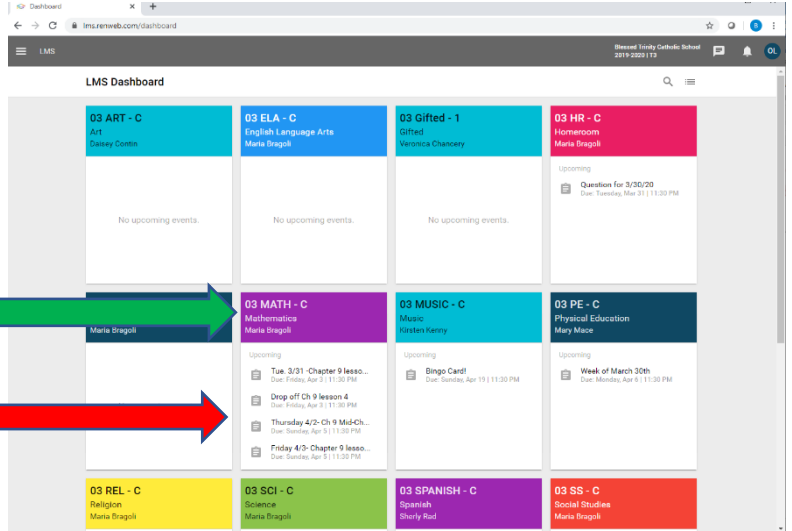 Dashboard
lms.renweb.com/dashboard
LMS
Blessed Trinity Catholic School
2019-2020 | T3
OL
LMS Dashboard
03 ART - C
Art
Daisey Contin
No upcoming events.
03 ELA - C
English Language Arts
Maria Bragoli
No upcoming events.
03 Gifted - 1
Gifted
Veronica Chancery
No upcoming events.
03 HR - C
Homeroom
Maria Bragoli
Upcoming
Question for 3/30/20
Due: Tuesday, Mar 31 | 11:30 PM
Maria Bragoli
03 MATH - C
Mathematics
Maria Bragoli
Upcoming
Tue. 3/31 -Chapter 9 lesso...
Due: Friday, Apr 3 | 11:30 PM
Drop off Ch 9 lesson 4
Due: Friday, Apr 3 | 11:30 PM
Thursday 4/2- Ch 9 Mid-Ch...
Due: Sunday, Apr 5 | 11:30 PM
Friday 4/3- Chapter 9 lesso...
Due: Sunday, Apr 5 | 11:30 PM
03 MUSIC - C
Music
Kirsten Kenny
Upcoming
Bingo Card!
Due: Sunday, Apr 19 | 11:30 PM
03 PE - C
Physical Education
Mary Mace
Upcoming
Week of March 30th
Due: Monday, Apr 6 | 11:30 PM
03 REL - C
Religion
Maria Bragoli
03 SCI - C
Science
Maria Bragoli
03 SPANISH - C
Spanish
Sherly Rad
03 SS - C
Social Studies
Maria Bragoli